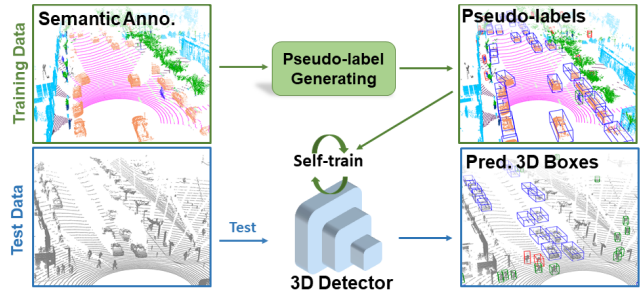 Training Data
Semantic Anno.
Pseudo-label
Generating
Pseudo-labels
Self-train
Test Data
Test
3D Detector
Pred. 3D Boxes